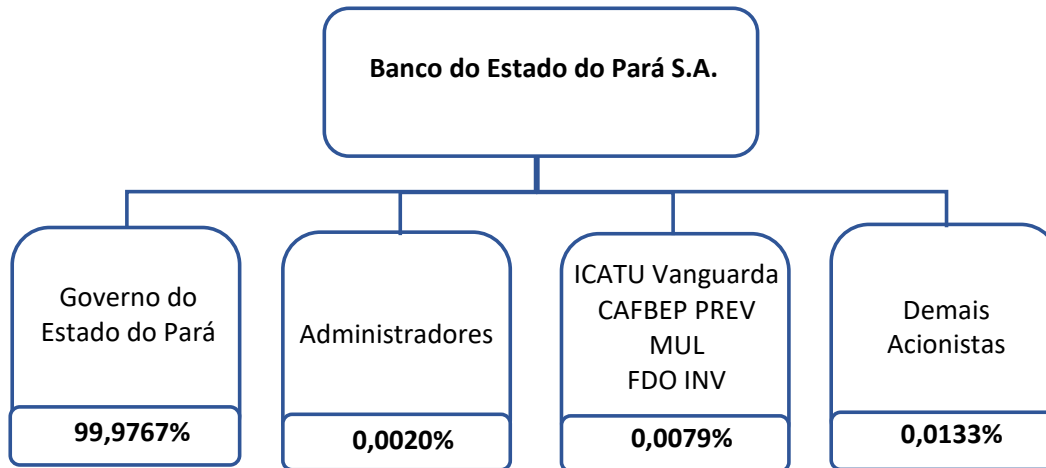 Banco do Estado do Pará S.A.
Governo do
Estado do Pará
99,9767%
Administradores
0,0020%
ICATU Vanguarda
CAFBEP PREV
MUL
FDO INV
0,0079%
Demais
Acionistas
0,0133%